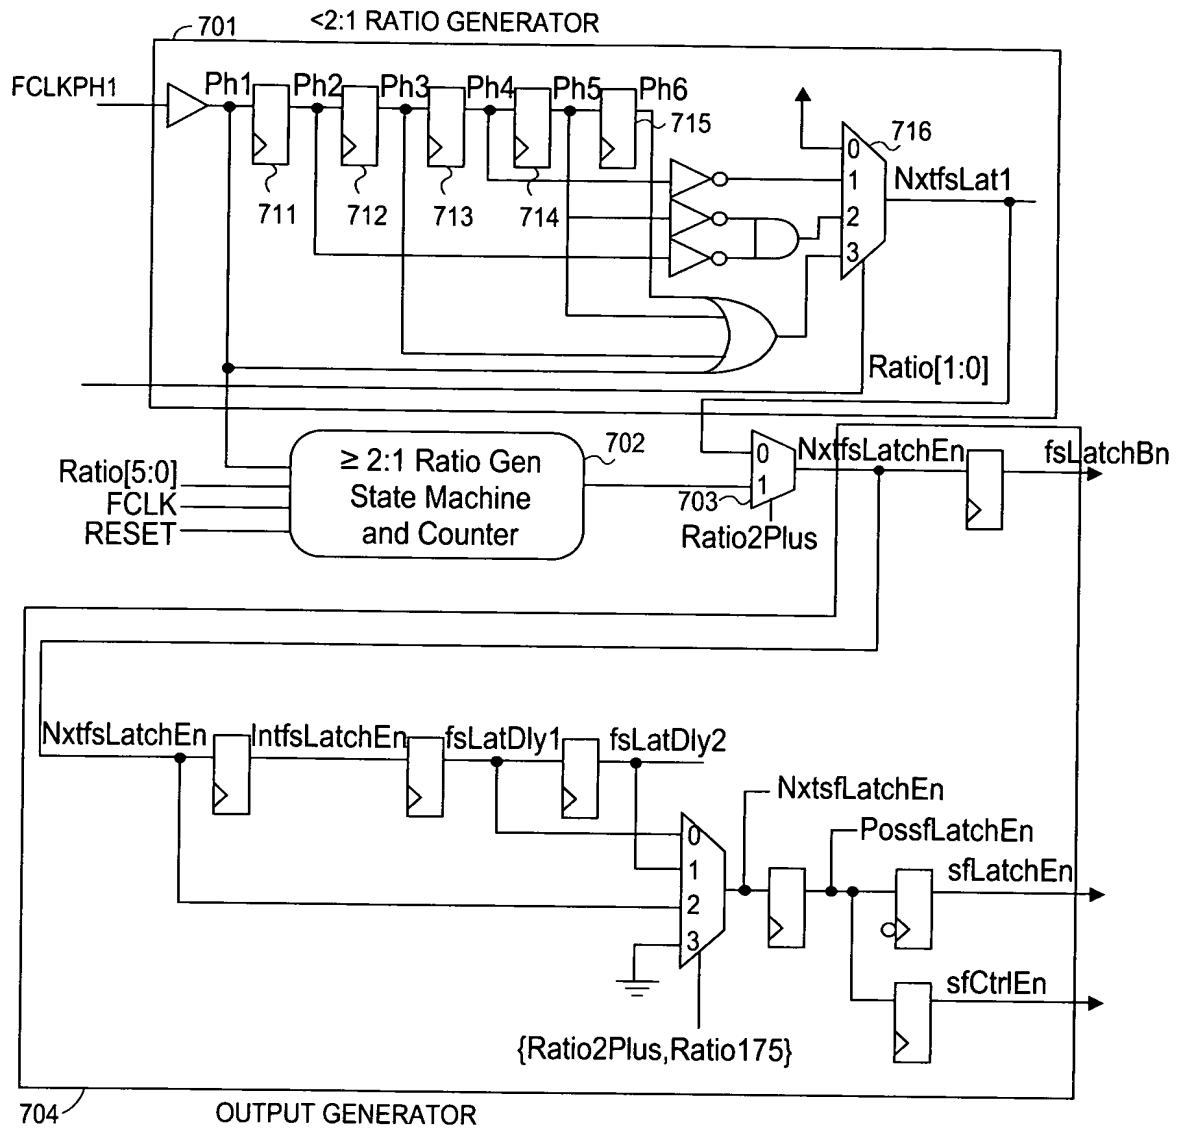 701
<2:1 RATIO GENERATOR
FCLKPH1
Ph1
Ph2
Ph3
Ph4
Ph5
Ph6
715
716
0
1
2
3
NxtfsLat1
711
712
713
714
Ratio[1:0]
702
Ratio[5:0]
FCLK
RESET
≥ 2:1 Ratio Gen
State Machine
and Counter
703
0
1
Ratio2Plus
NxtfsLatchEn
fsLatchBn
NxtfsLatchEn
IntfsLatchEn
fsLatDly1
fsLatDly2
NxtsfLatchEn
PossfLatchEn
0
1
2
3
sfLatchEn
sfCtrlEn
{Ratio2Plus,Ratio175}
704
OUTPUT GENERATOR